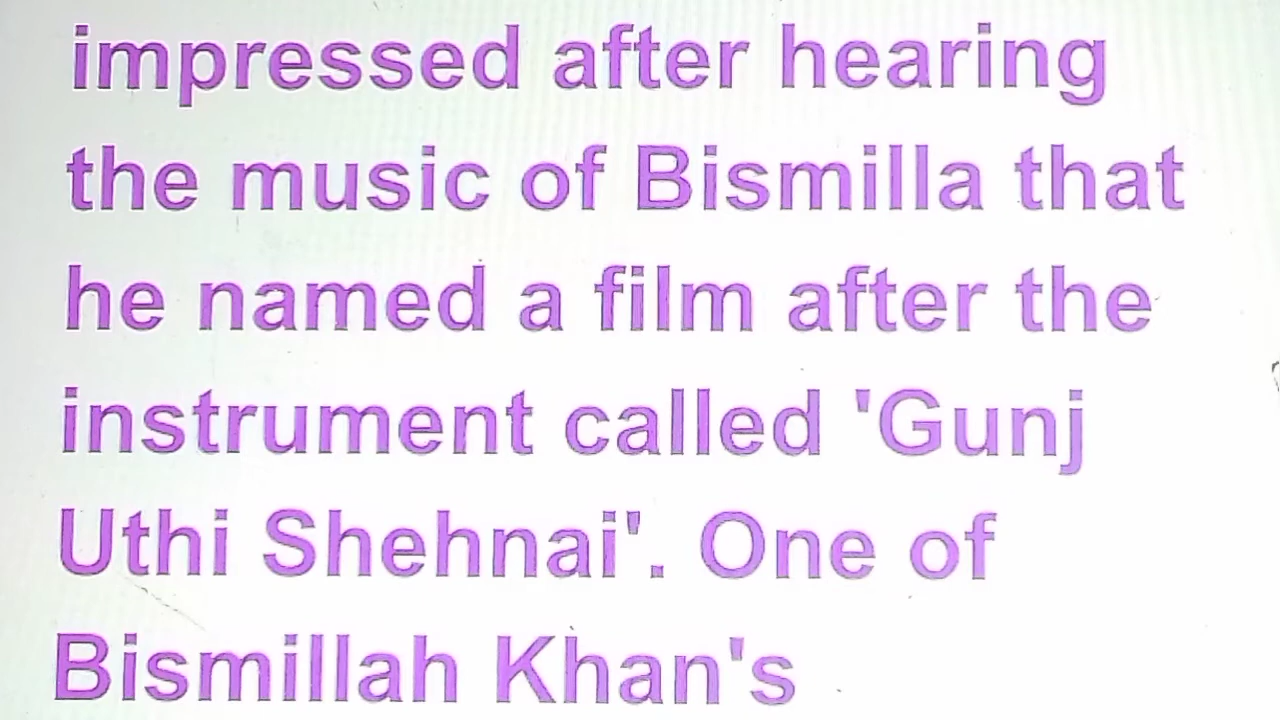 impressed after hearing
the music of Bismilla that
he named a film after the
instrument called 'Gunj
Uthi Shehnai'. One of
Bismillah Khan's